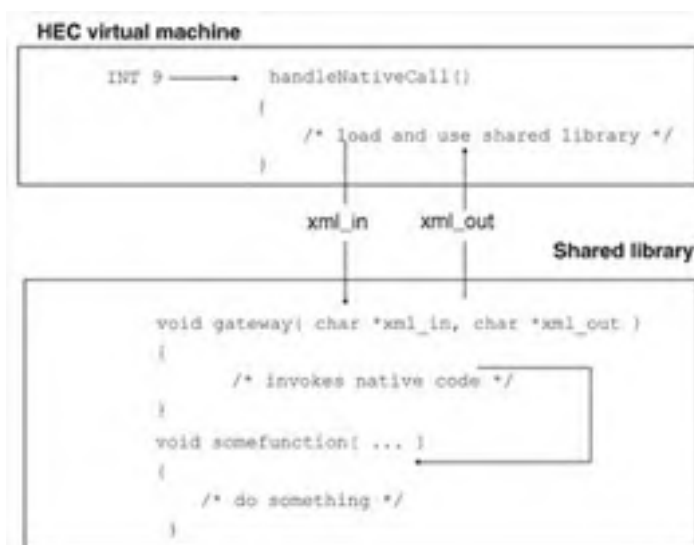 HEC virtual machine
INT 9 handleNativeCall()
{
/* load and use shared library */
}
xml_in xml_out
Shared library
void gateway( char *xml_in, char *xml_out )
{
/* invokes native code */
}
void somefunction( ... )
{
/* do something */
}